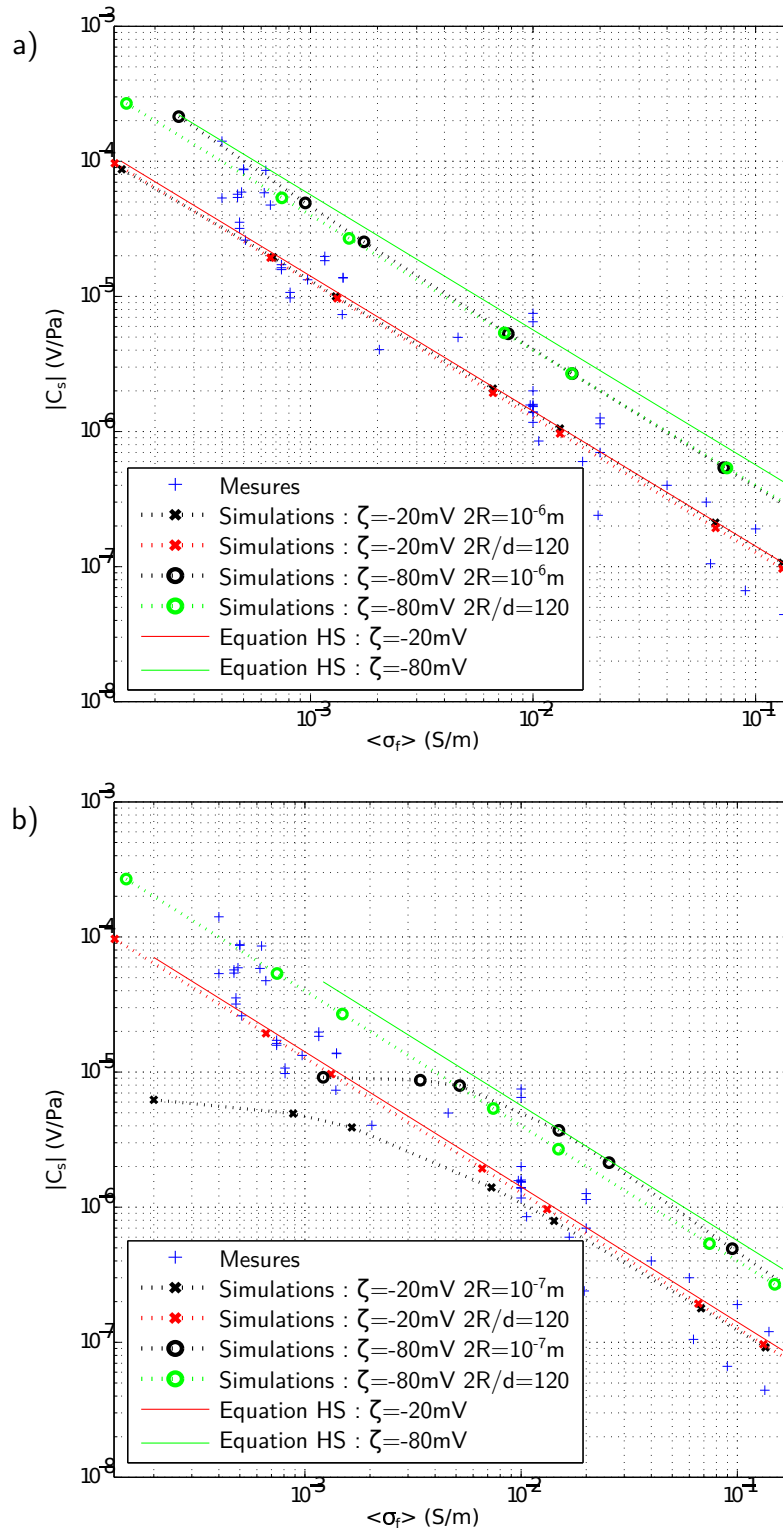 a)
10⁻³
10⁻⁴
10⁻⁵
10⁻⁶
10⁻⁷
10⁻⁸
|Cₛ| (V/Pa)
Mesures
Simulations : ζ=-20mV 2R=10⁻⁶m
Simulations : ζ=-20mV 2R/d=120
Simulations : ζ=-80mV 2R=10⁻⁶m
Simulations : ζ=-80mV 2R/d=120
Equation HS : ζ=-20mV
Equation HS : ζ=-80mV
10⁻³ 10⁻² 10⁻¹
<σ_f> (S/m)
b)
10⁻³
10⁻⁴
10⁻⁵
10⁻⁶
10⁻⁷
10⁻⁸
|Cₛ| (V/Pa)
Mesures
Simulations : ζ=-20mV 2R=10⁻⁷m
Simulations : ζ=-20mV 2R/d=120
Simulations : ζ=-80mV 2R=10⁻⁷m
Simulations : ζ=-80mV 2R/d=120
Equation HS : ζ=-20mV
Equation HS : ζ=-80mV
10⁻³ 10⁻² 10⁻¹
<σ_f> (S/m)